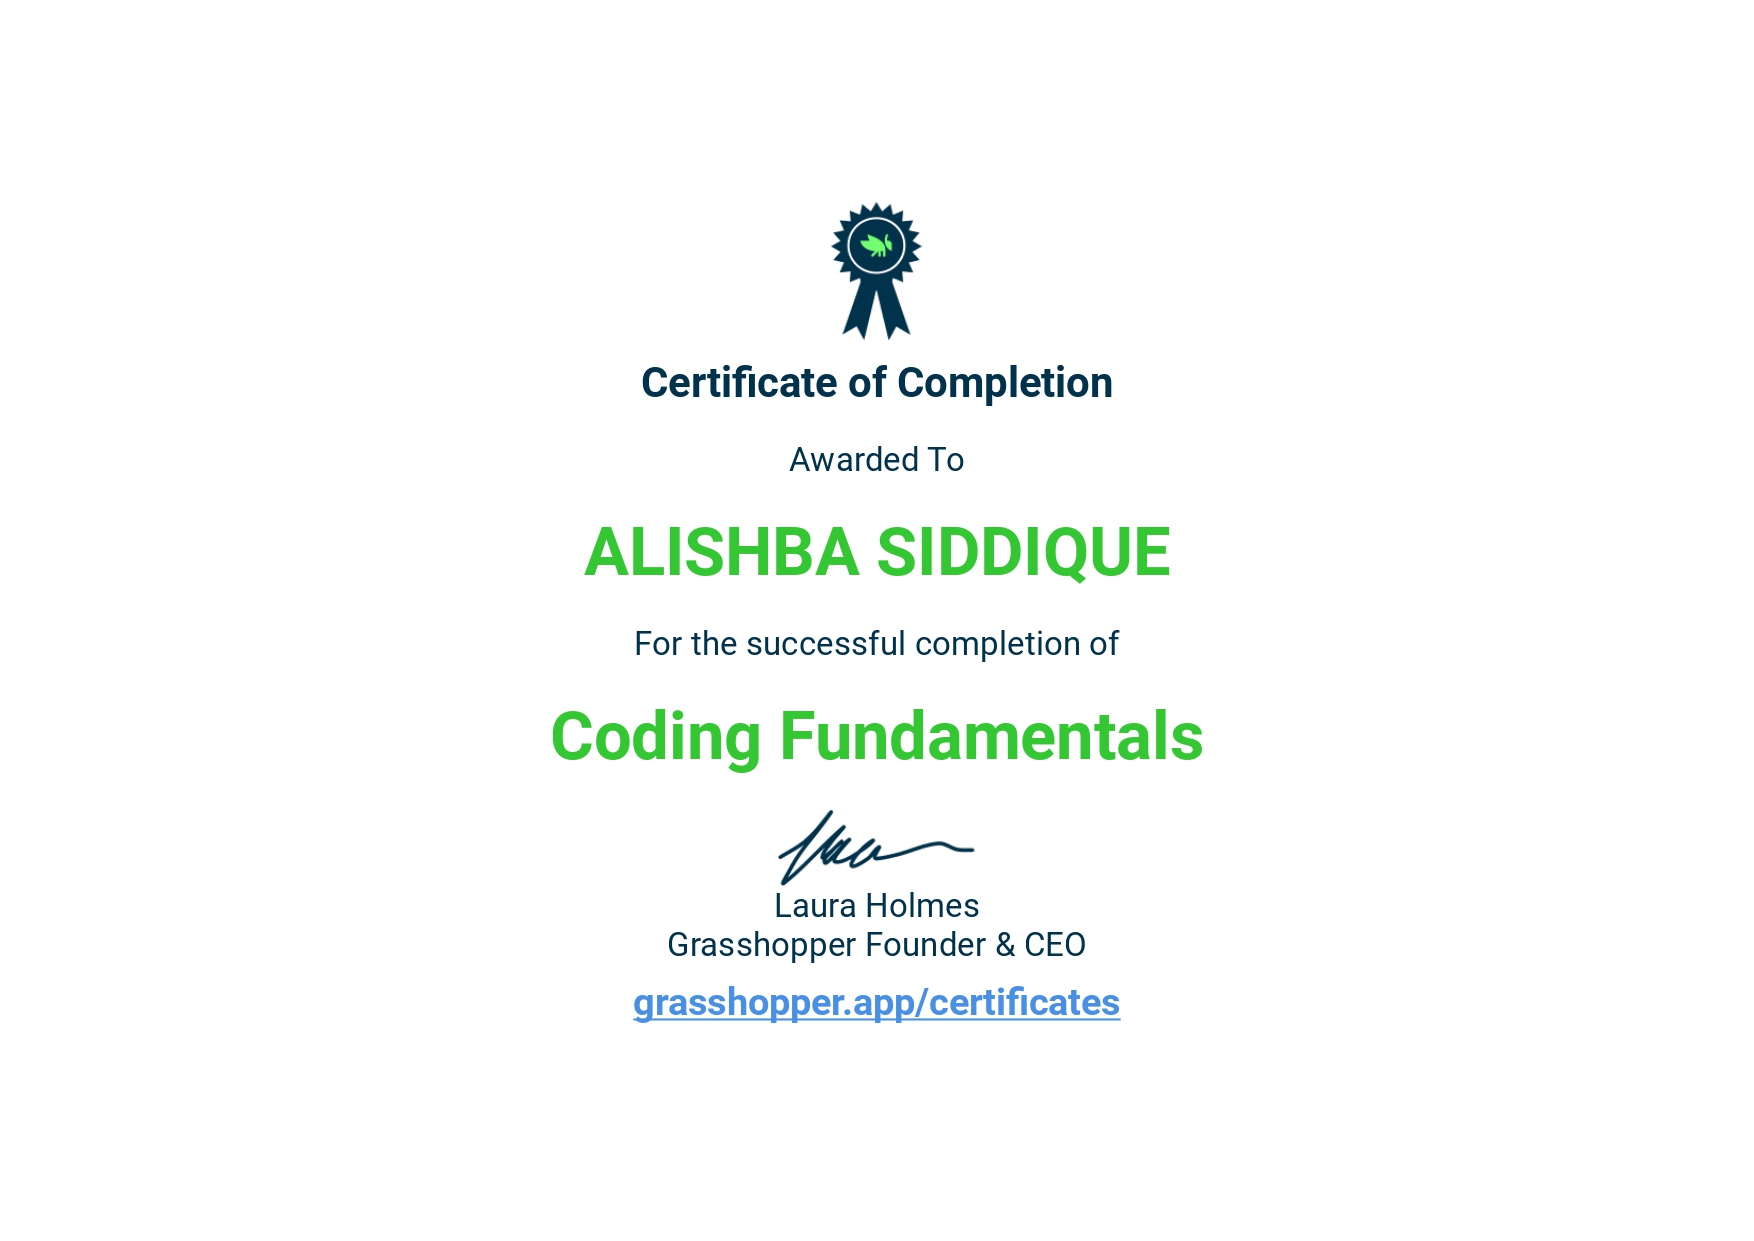 Certificate of Completion
Awarded To
ALISHBA SIDDIQUE
For the successful completion of
Coding Fundamentals
Laura Holmes
Grasshopper Founder & CEO
grasshopper.app/certificates